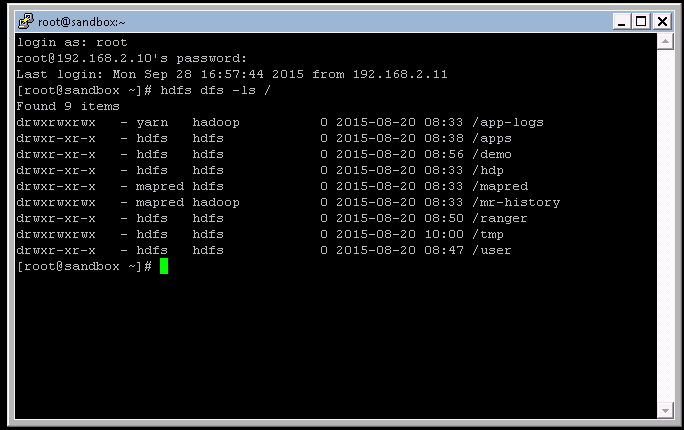 root@sandbox:~
login as: root
root@192.168.2.10's password:
Last login: Mon Sep 28 16:57:44 2015 from 192.168.2.11
[root@sandbox ~]# hdfs dfs -ls /
Found 9 items
drwxrwxrwx   - yarn   hadoop          0 2015-08-20 08:33 /app-logs
drwxr-xr-x   - hdfs   hdfs            0 2015-08-20 08:38 /apps
drwxr-xr-x   - hdfs   hdfs            0 2015-08-20 08:56 /demo
drwxr-xr-x   - hdfs   hdfs            0 2015-08-20 08:33 /hdp
drwxr-xr-x   - mapred hdfs            0 2015-08-20 08:33 /mapred
drwxrwxrwx   - mapred hadoop          0 2015-08-20 08:33 /mr-history
drwxr-xr-x   - hdfs   hdfs            0 2015-08-20 08:50 /ranger
drwxr-xr-x   - hdfs   hdfs            0 2015-08-20 10:00 /tmp
drwxr-xr-x   - hdfs   hdfs            0 2015-08-20 08:47 /user
[root@sandbox ~]#